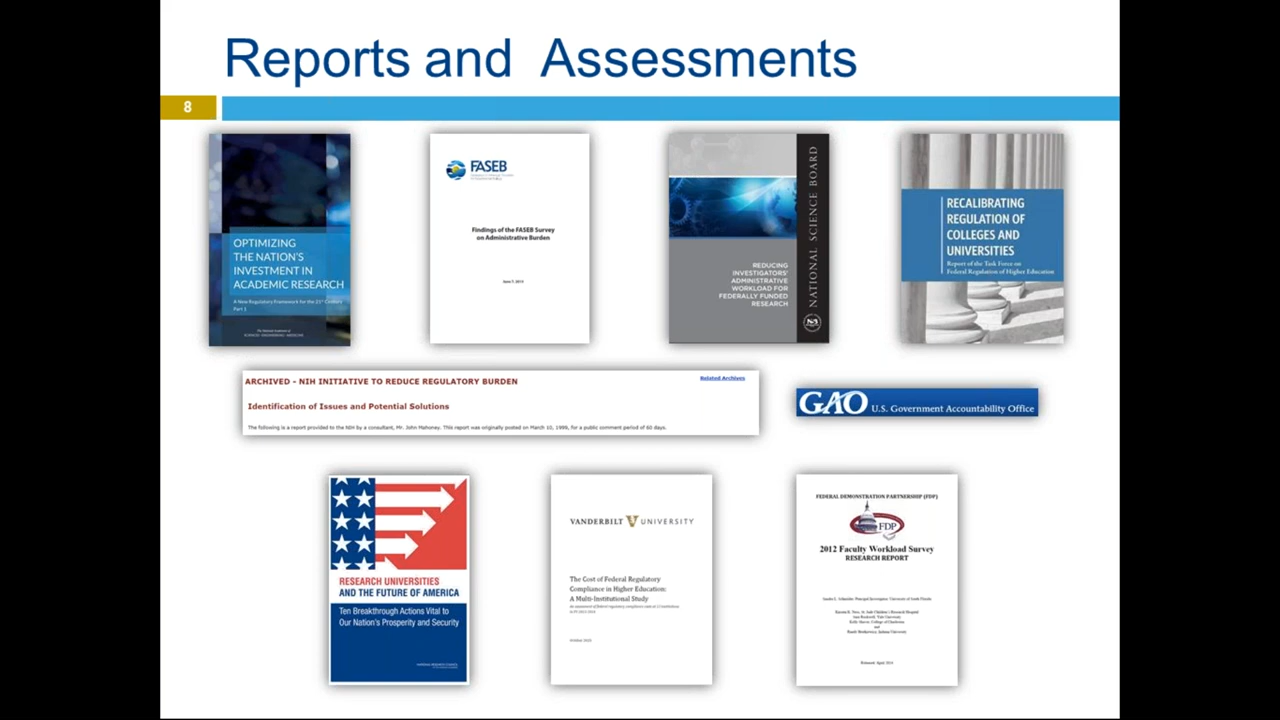 Reports and Assessments
8
OPTIMIZING
THE NATION'S
INVESTMENT IN
ACADEMIC RESEARCH
A New Regulatory Framework for the 21st Century
Part 1
FASEB
Findings of the FASEB Survey
on Administrative Burden
June 7, 2013
NATIONAL SCIENCE BOARD
REDUCING
INVESTIGATORS'
ADMINISTRATIVE
WORKLOAD FOR
FEDERALLY FUNDED
RESEARCH
RECALIBRATING
REGULATION OF
COLLEGES AND
UNIVERSITIES
Report of the Task Force on
Federal Regulation of Higher Education
ARCHIVED - NIH INITIATIVE TO REDUCE REGULATORY BURDEN
Related Archives
Identification of Issues and Potential Solutions
The following is a report provided to the NIH by a consultant, Mr. John Mahoney. This report was originally posted on March 10, 1999, for a public comment period of 60 days.
GAO U.S. Government Accountability Office
RESEARCH UNIVERSITIES
AND THE FUTURE OF AMERICA
Ten Breakthrough Actions Vital to
Our Nation's Prosperity and Security
VANDERBILT V UNIVERSITY
The Cost of Federal Regulatory
Compliance in Higher Education:
A Multi-Institutional Study
FEDERAL DEMONSTRATION PARTNERSHIP (FDP)
FDP
2012 Faculty Workload Survey
RESEARCH REPORT